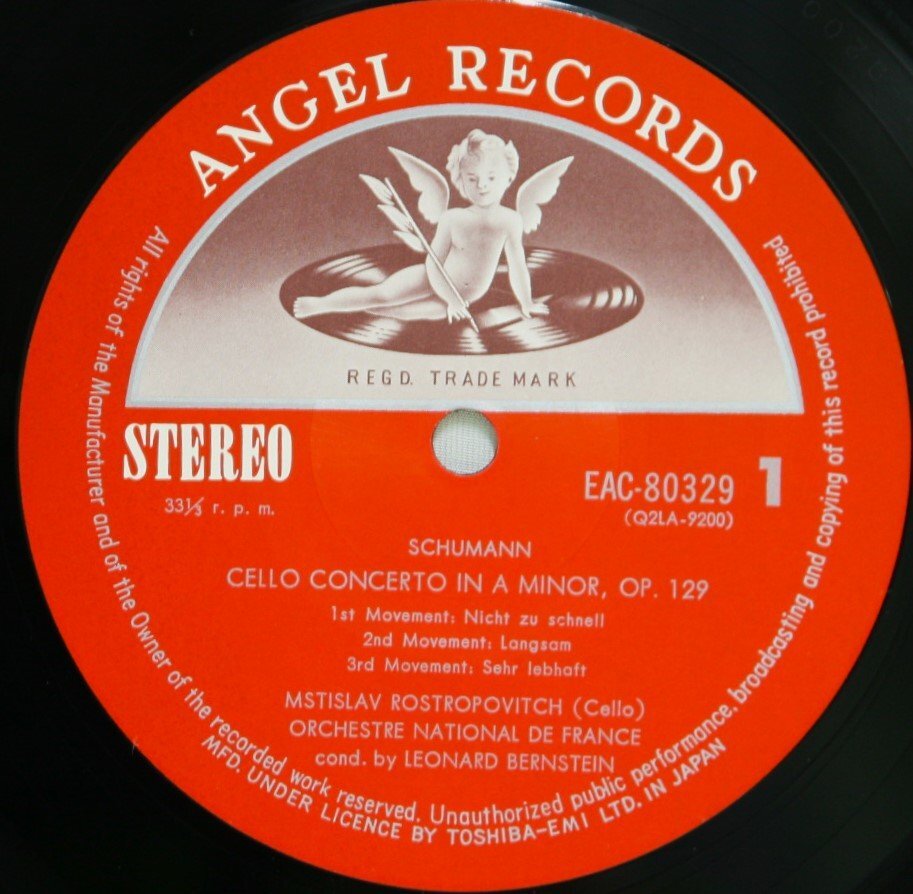 ANGEL RECORDS
REGD. TRADE MARK
STEREO
33⅓ r. p. m.
EAC-80329 1
(Q2LA-9200)
SCHUMANN
CELLO CONCERTO IN A MINOR, OP. 129
1st Movement: Nicht zu schnell
2nd Movement: Langsam
3rd Movement: Sehr lebhaft
MSTISLAV ROSTROPOVITCH (Cello)
ORCHESTRE NATIONAL DE FRANCE
cond. by LEONARD BERNSTEIN
All rights of the Manufacturer and of the Owner of the recorded work reserved. Unauthorized public performance, broadcasting and copying of this record prohibited
MFD. UNDER LICENCE BY TOSHIBA-EMI LTD. IN JAPAN